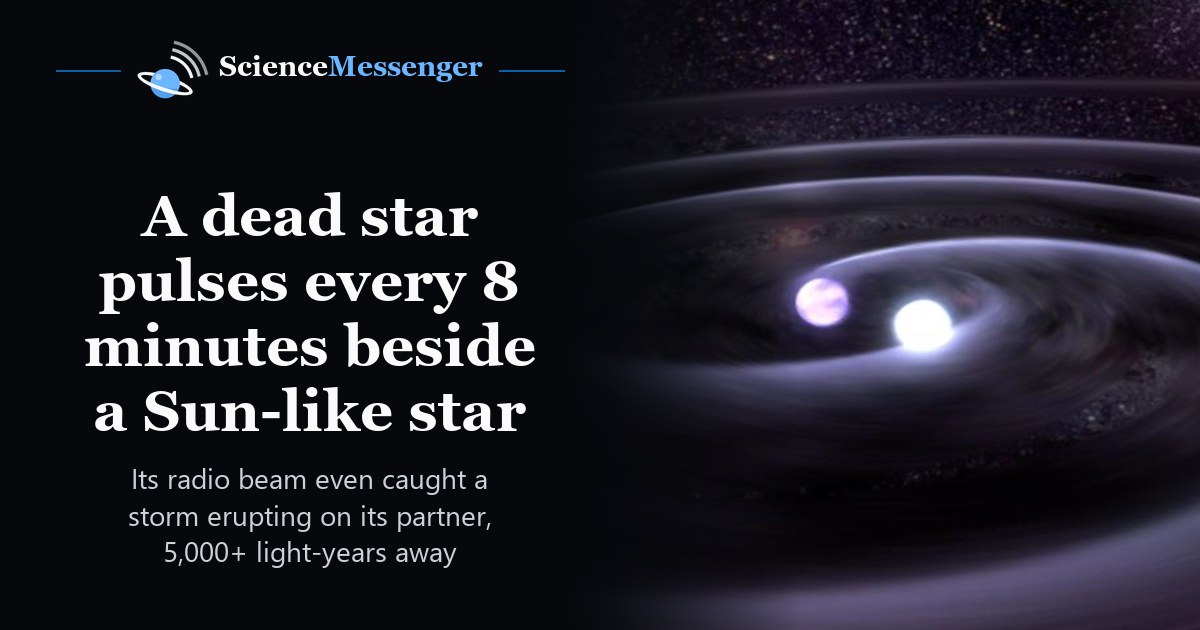 ScienceMessenger
A dead star
pulses every 8
minutes beside
a Sun-like star
Its radio beam even caught a
storm erupting on its partner,
5,000+ light-years away